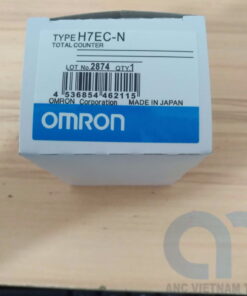 TYPE H7EC-N
TOTAL COUNTER
LOT No. 2874 QTY. 1
4 536854 462115
OMRON Corporation MADE IN JAPAN
OMRON
ANC VIETNAM